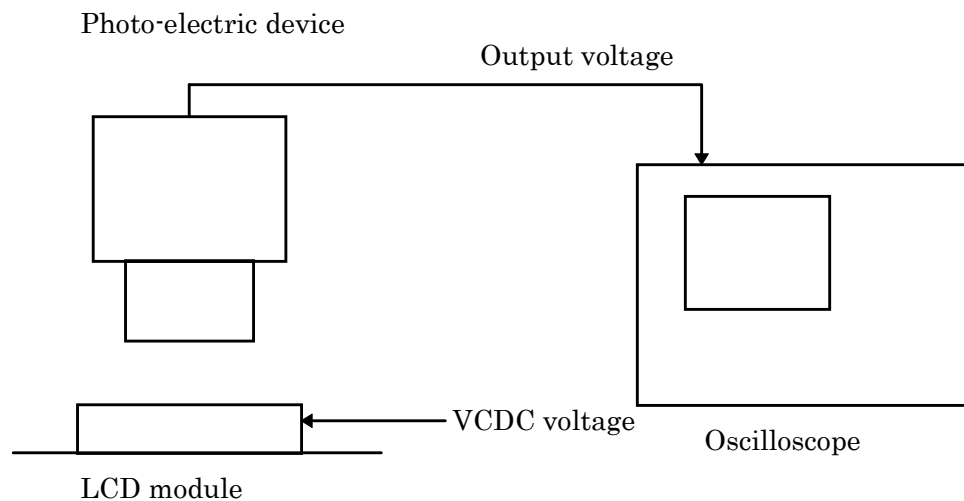 Photo-electric device
Output voltage
VCDC voltage
Oscilloscope
LCD module